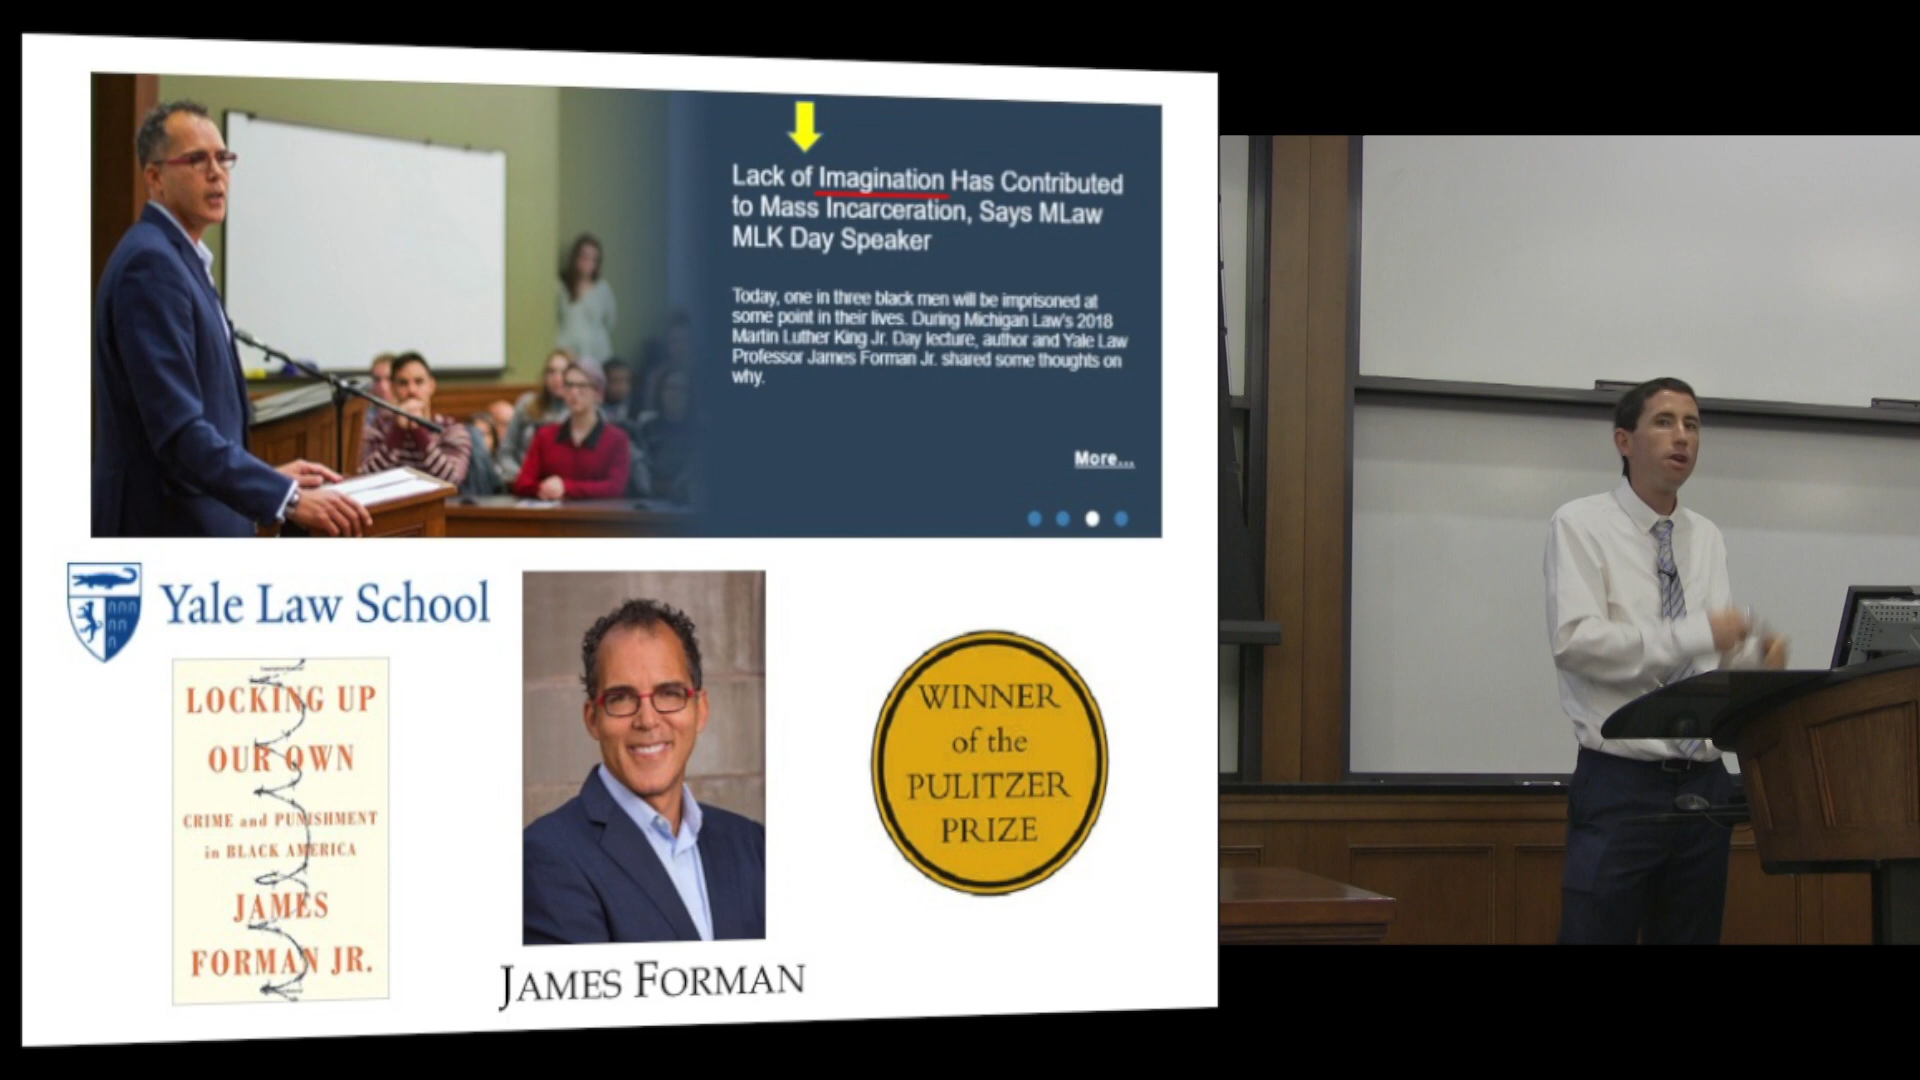 Lack of Imagination Has Contributed
to Mass Incarceration, Says MLaw
MLK Day Speaker
Today, one in three black men will be imprisoned at
some point in their lives. During Michigan Law's 2018
Martin Luther King Jr. Day lecture, author and Yale Law
Professor James Forman Jr. shared some thoughts on
why.
More...
Yale Law School
LOCKING UP
OUR OWN
CRIME and PUNISHMENT
in BLACK AMERICA
JAMES
FORMAN JR.
JAMES FORMAN
WINNER
of the
PULITZER
PRIZE